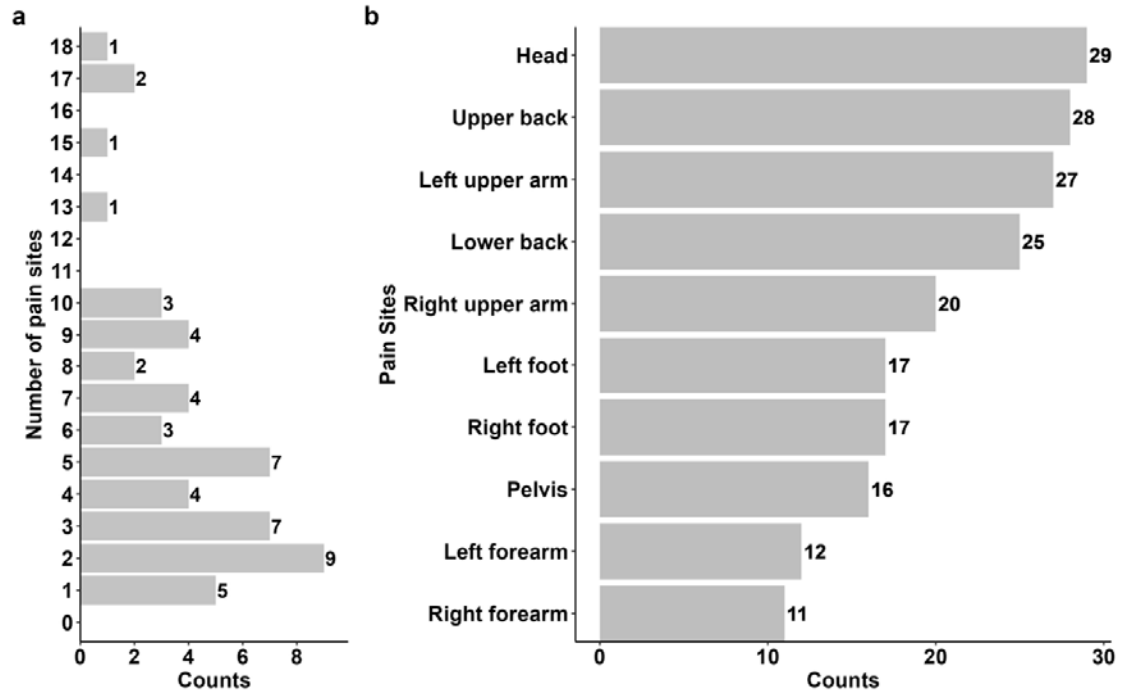 a
Number of pain sites
18 1
17 2
16
15 1
14
13 1
12
11
10 3
9 4
8 2
7 4
6 3
5 7
4 4
3 7
2 9
1 5
0
0 2 4 6 8
Counts
b
Pain Sites
Head 29
Upper back 28
Left upper arm 27
Lower back 25
Right upper arm 20
Left foot 17
Right foot 17
Pelvis 16
Left forearm 12
Right forearm 11
0 10 20 30
Counts